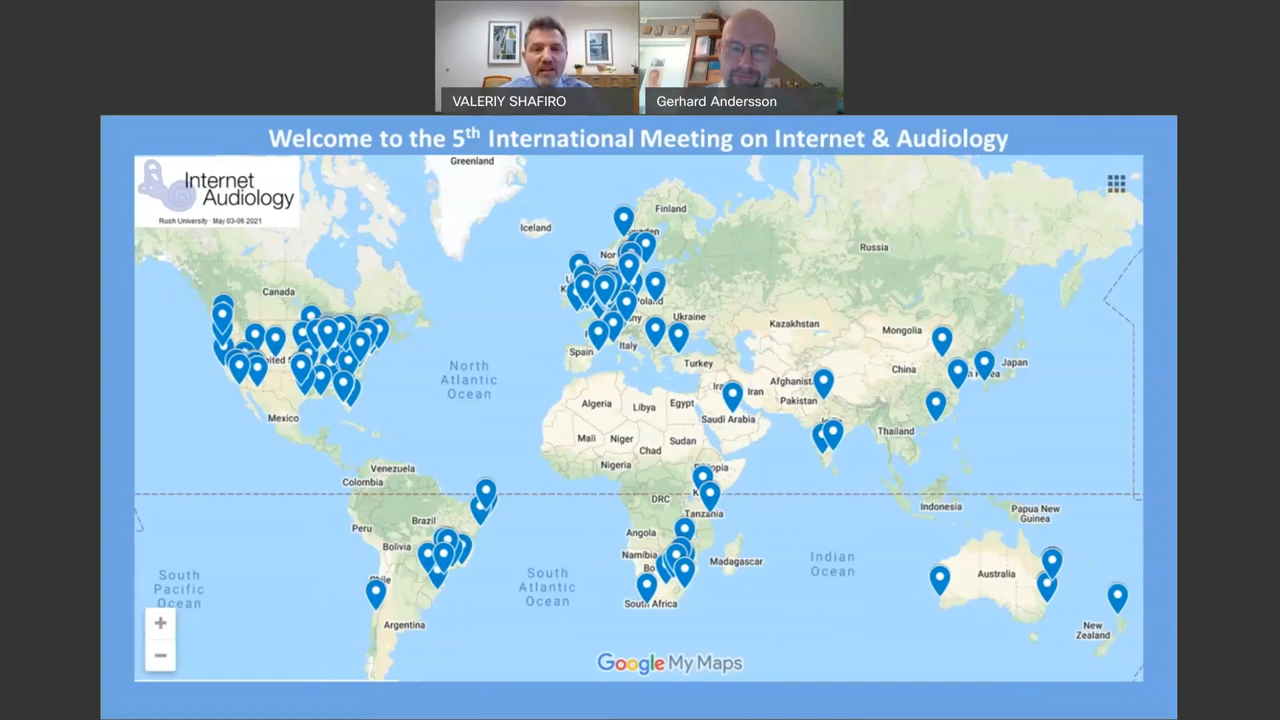 VALERIY SHAFIRO
Gerhard Andersson
Welcome to the 5th International Meeting on Internet & Audiology
Internet
Audiology
Rush University · May 03-06 2021
Greenland
Finland
Iceland
Russia
Canada
Poland
Ukraine
Kazakhstan
Mongolia
Spain
Italy
Turkey
China
Japan
North
Atlantic
Ocean
Iran
Afghanist
Pakistan
Algeria
Libya
Egypt
Saudi Arabia
Mexico
Mali
Niger
Chad
Sudan
Thailand
Nigeria
Venezuela
Colombia
DRC
Tanzania
Indonesia
Papua New
Guinea
Peru
Brazil
Angola
Bolivia
Namibia
Madagascar
Indian
Ocean
Australia
South
Pacific
Ocean
South
Atlantic
Ocean
South Africa
Argentina
New
Zealand
+
−
Google My Maps